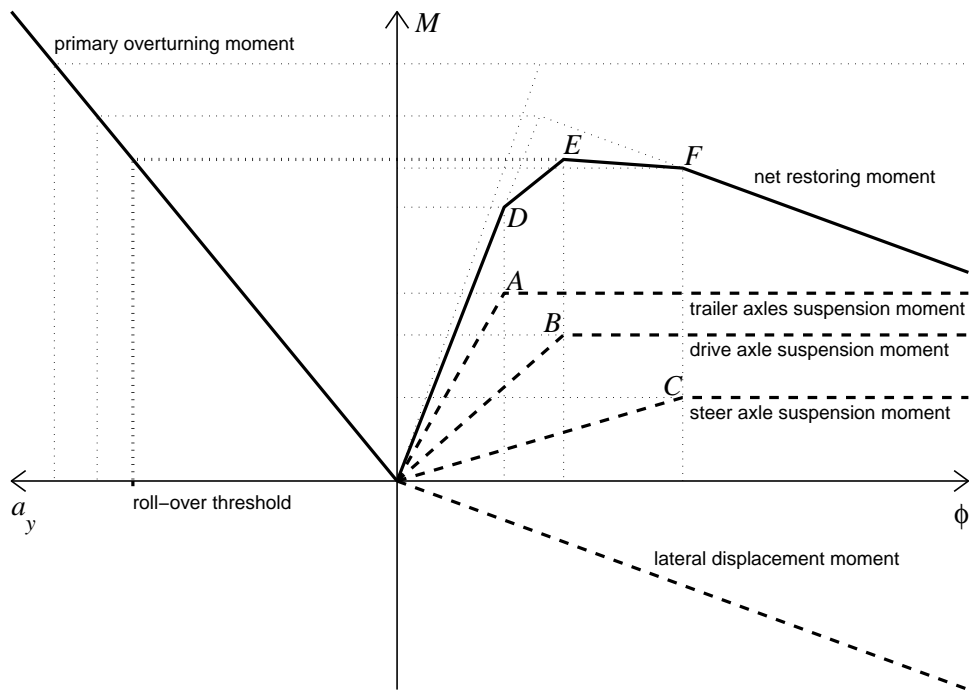 M
primary overturning moment
E
F
net restoring moment
D
A
trailer axles suspension moment
B
drive axle suspension moment
C
steer axle suspension moment
a_y
roll−over threshold
ϕ
lateral displacement moment